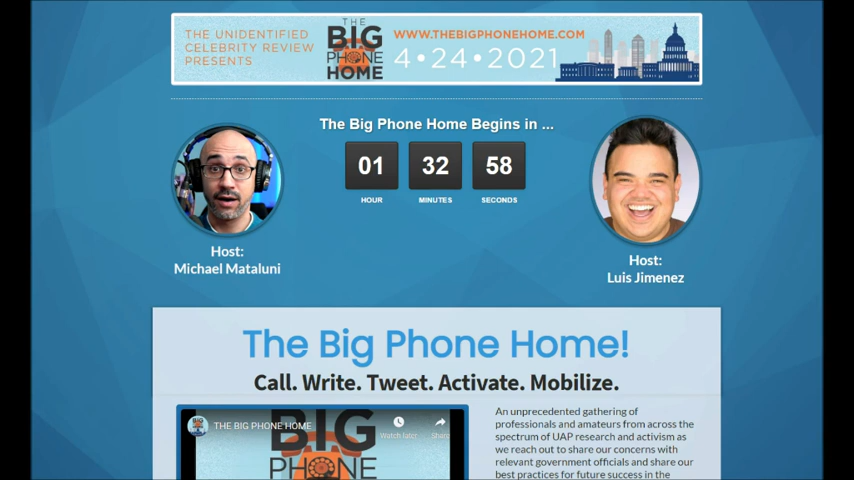 THE UNIDENTIFIED
CELEBRITY REVIEW
PRESENTS
THE
BIG
PHONE
HOME
WWW.THEBIGPHONEHOME.COM
4•24•2021
The Big Phone Home Begins in ...
01 32 58
HOUR MINUTES SECONDS
Host:
Michael Mataluni
Host:
Luis Jimenez
The Big Phone Home!
Call. Write. Tweet. Activate. Mobilize.
THE BIG PHONE HOME
Watch later
Share
BIG
PHONE
An unprecedented gathering of
professionals and amateurs from across the
spectrum of UAP research and activism as
we reach out to share our concerns with
relevant government officials and share our
best practices for future success in the